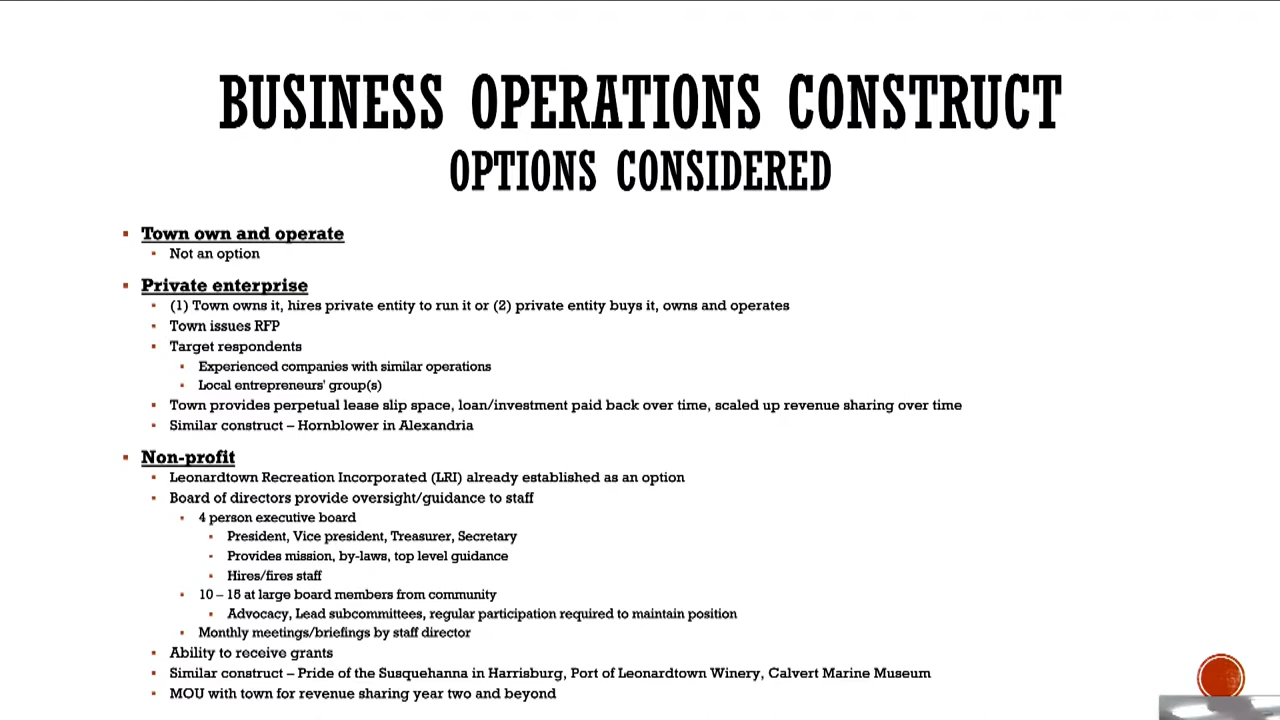 BUSINESS OPERATIONS CONSTRUCT
OPTIONS CONSIDERED
Town own and operate
Not an option
Private enterprise
(1) Town owns it, hires private entity to run it or (2) private entity buys it, owns and operates
Town issues RFP
Target respondents
Experienced companies with similar operations
Local entrepreneurs' group(s)
Town provides perpetual lease slip space, loan/investment paid back over time, scaled up revenue sharing over time
Similar construct – Hornblower in Alexandria
Non-profit
Leonardtown Recreation Incorporated (LRI) already established as an option
Board of directors provide oversight/guidance to staff
4 person executive board
President, Vice president, Treasurer, Secretary
Provides mission, by-laws, top level guidance
Hires/fires staff
10 – 15 at large board members from community
Advocacy, Lead subcommittees, regular participation required to maintain position
Monthly meetings/briefings by staff director
Ability to receive grants
Similar construct – Pride of the Susquehanna in Harrisburg, Port of Leonardtown Winery, Calvert Marine Museum
MOU with town for revenue sharing year two and beyond